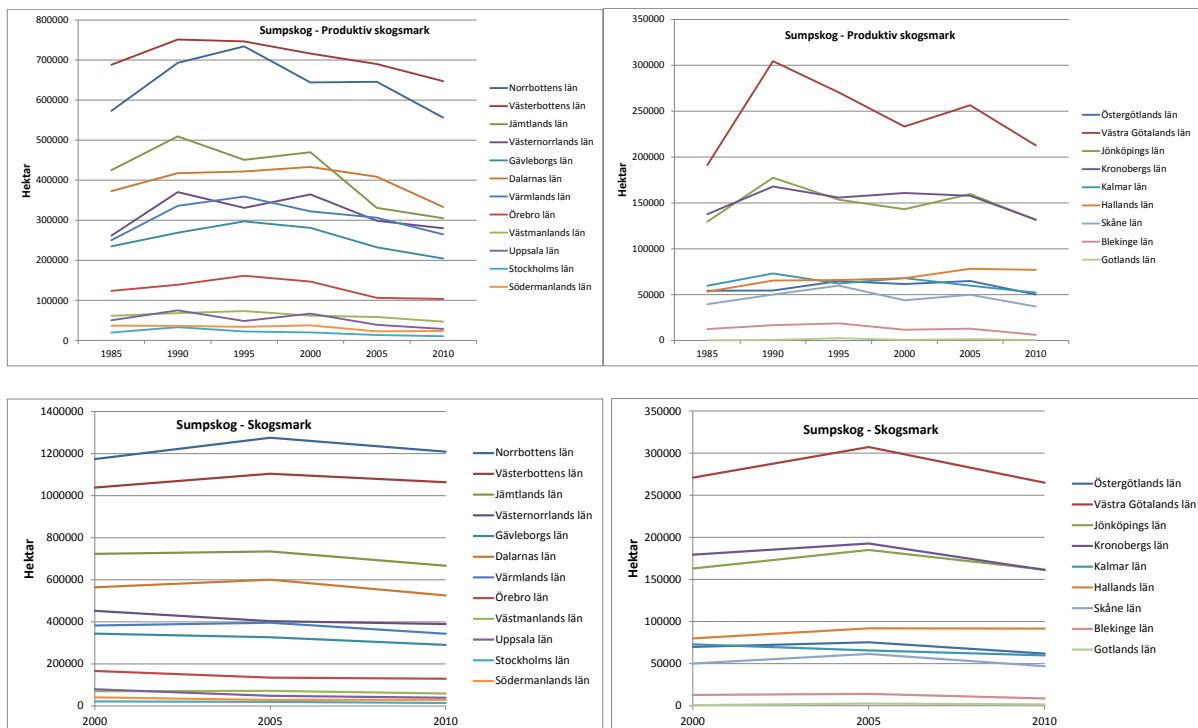 Sumpskog - Produktiv skogsmark
Hektar
800000
700000
600000
500000
400000
300000
200000
100000
0
1985 1990 1995 2000 2005 2010
Norrbottens län
Västerbottens län
Jämtlands län
Västernorrlands län
Gävleborgs län
Dalarnas län
Värmlands län
Örebro län
Västmanlands län
Uppsala län
Stockholms län
Södermanlands län
Sumpskog - Produktiv skogsmark
Hektar
350000
300000
250000
200000
150000
100000
50000
0
1985 1990 1995 2000 2005 2010
Östergötlands län
Västra Götalands län
Jönköpings län
Kronobergs län
Kalmar län
Hallands län
Skåne län
Blekinge län
Gotlands län
Sumpskog - Skogsmark
Hektar
1400000
1200000
1000000
800000
600000
400000
200000
0
2000 2005 2010
Norrbottens län
Västerbottens län
Jämtlands län
Västernorrlands län
Gävleborgs län
Dalarnas län
Värmlands län
Örebro län
Västmanlands län
Uppsala län
Stockholms län
Södermanlands län
Sumpskog - Skogsmark
Hektar
350000
300000
250000
200000
150000
100000
50000
0
2000 2005 2010
Östergötlands län
Västra Götalands län
Jönköpings län
Kronobergs län
Kalmar län
Hallands län
Skåne län
Blekinge län
Gotlands län